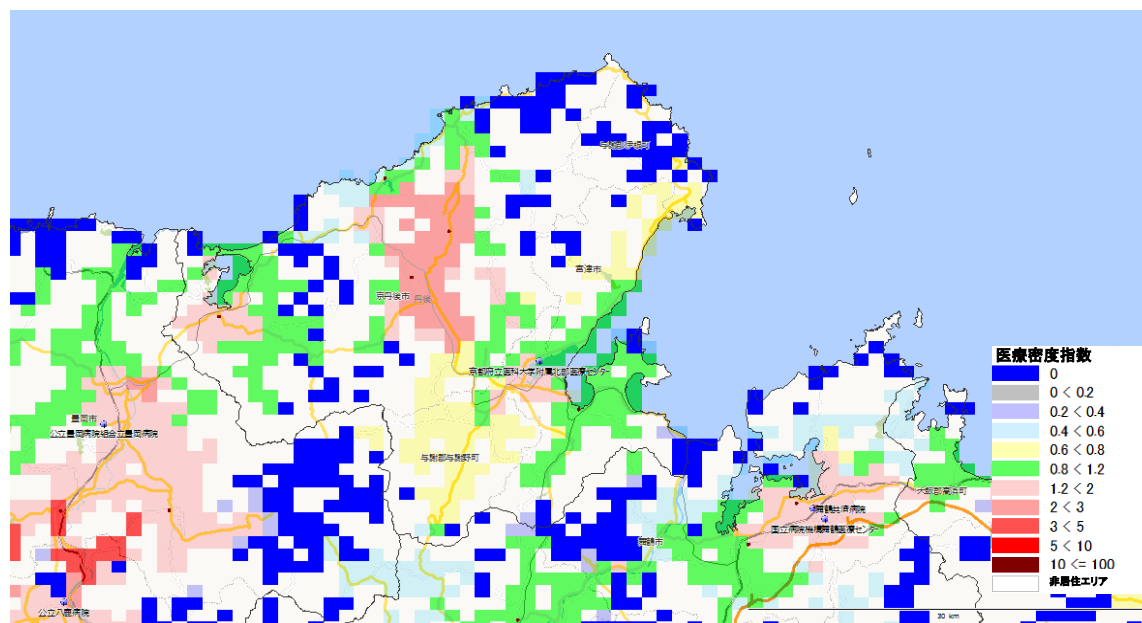 与謝郡伊根町
宮津市
京丹後市
丹後
京都府立医科大学附属北部医療センター
豊岡市
公立豊岡病院組合立豊岡病院
与謝郡与謝野町
大飯郡高浜町
舞鶴共済病院
国立病院機構舞鶴医療センター
舞鶴市
公立八鹿病院
医療密度指数
0
0 < 0.2
0.2 < 0.4
0.4 < 0.6
0.6 < 0.8
0.8 < 1.2
1.2 < 2
2 < 3
3 < 5
5 < 10
10 <= 100
非居住エリア
30 km